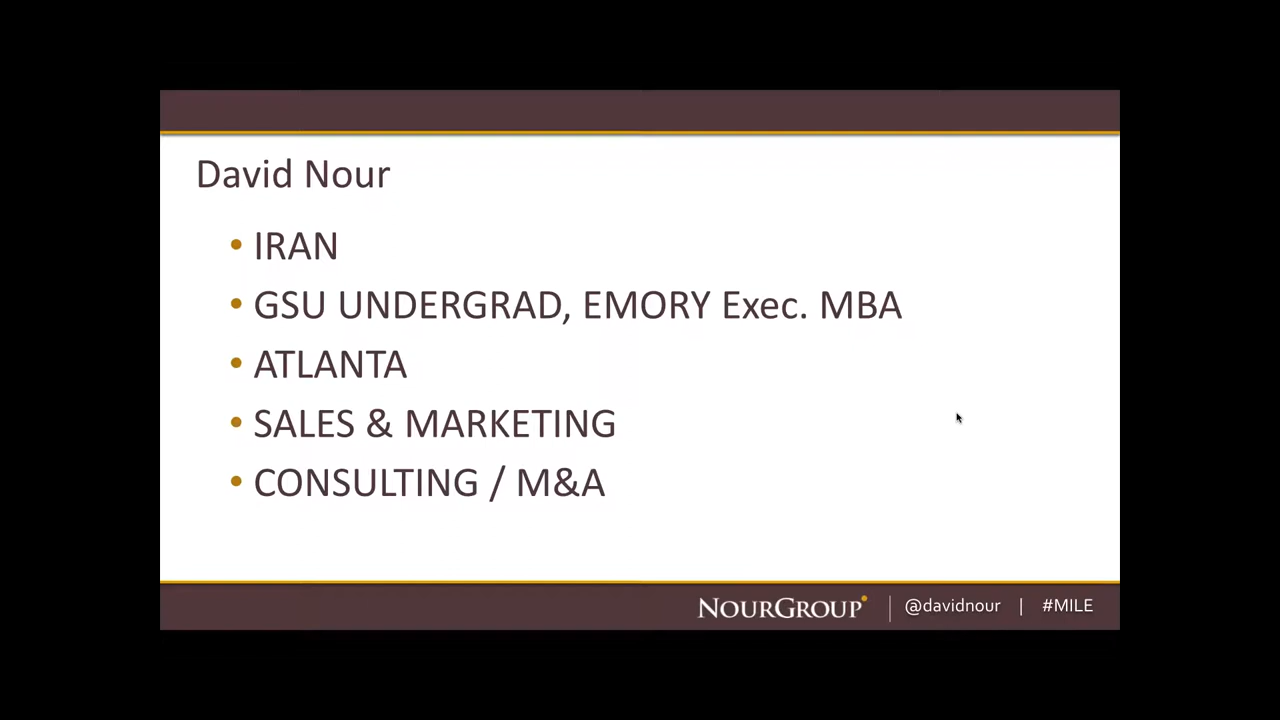 David Nour
• IRAN
• GSU UNDERGRAD, EMORY Exec. MBA
• ATLANTA
• SALES & MARKETING
• CONSULTING / M&A
NOURGROUP | @davidnour | #MILE